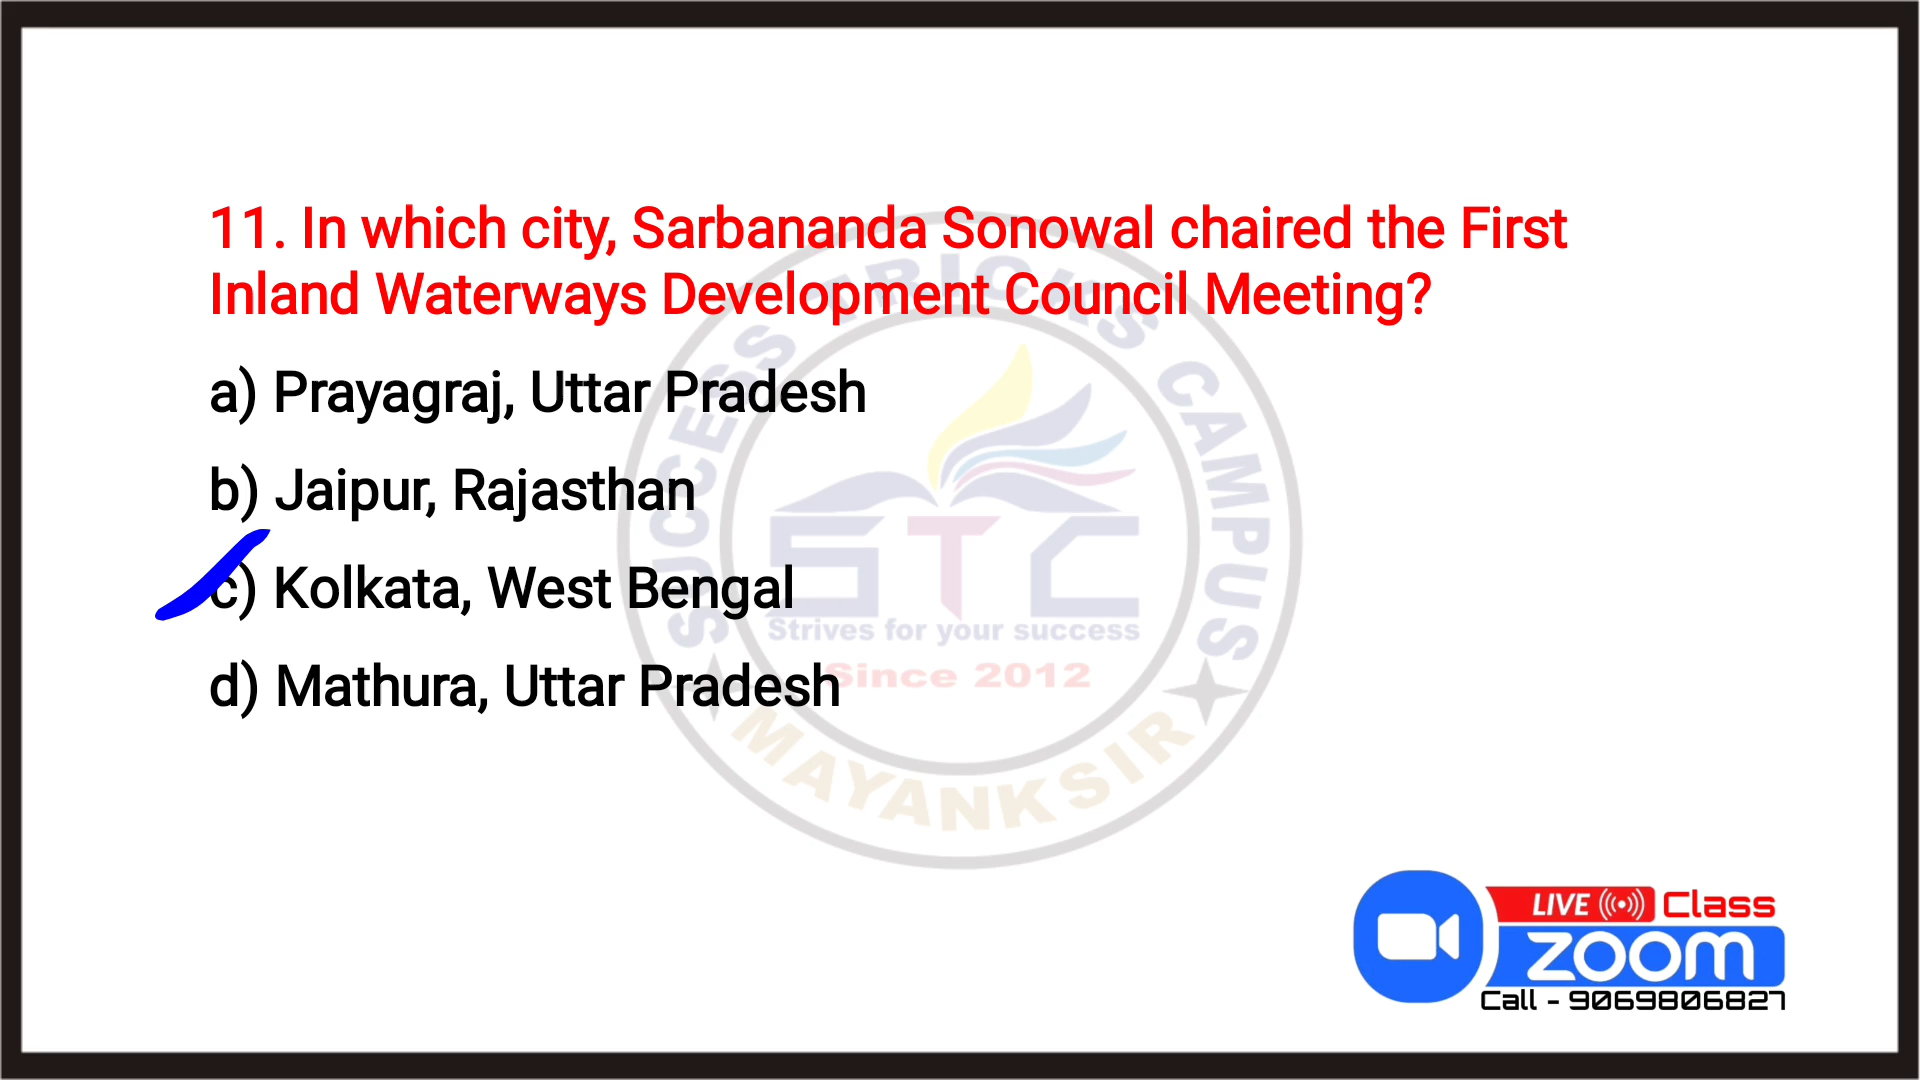 11. In which city, Sarbananda Sonowal chaired the First
Inland Waterways Development Council Meeting?
a) Prayagraj, Uttar Pradesh
b) Jaipur, Rajasthan
c) Kolkata, West Bengal
d) Mathura, Uttar Pradesh
SUCCESS TRICKS CAMPUS
STC
Strives for your success
Since 2012
MAYANKSIR
LIVE Class
zoom
Call - 9069806827